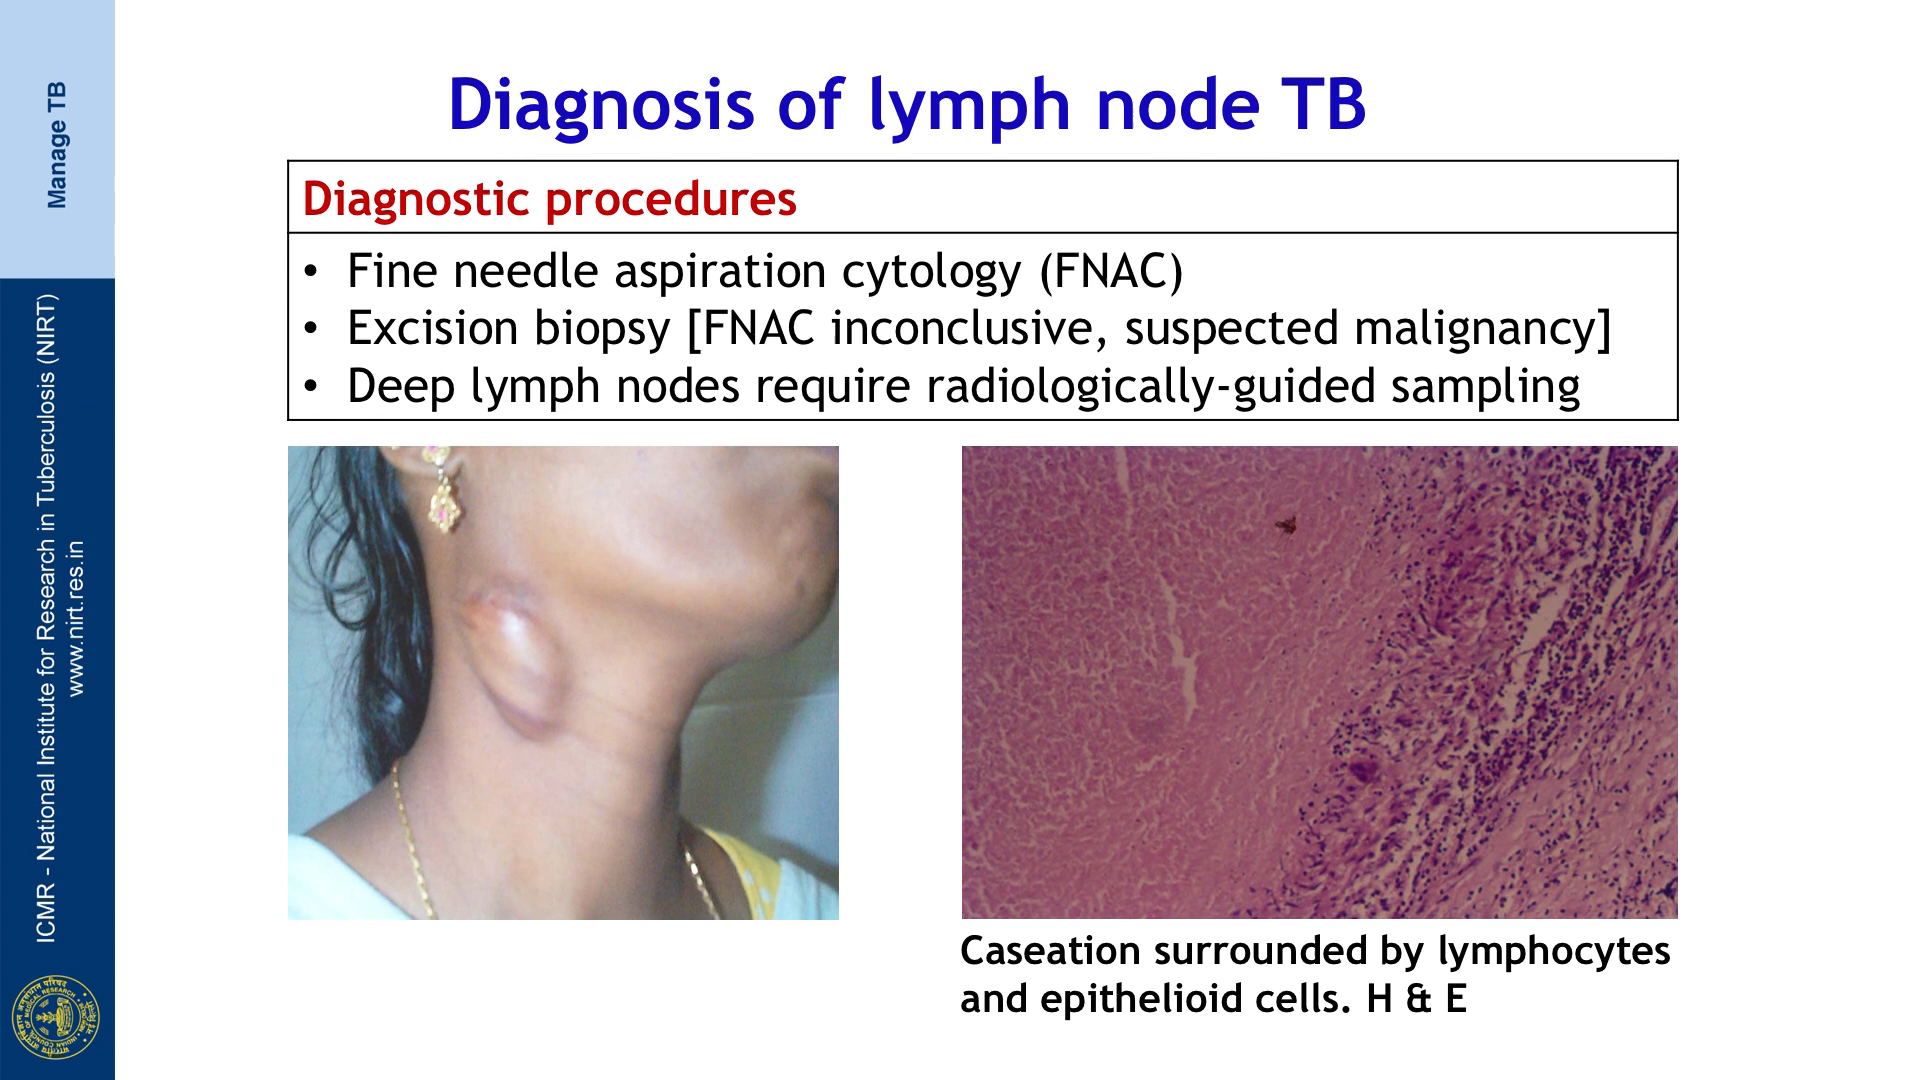 Manage TB
ICMR - National Institute for Research in Tuberculosis (NIRT)
www.nirt.res.in
Diagnosis of lymph node TB
Diagnostic procedures
• Fine needle aspiration cytology (FNAC)
• Excision biopsy [FNAC inconclusive, suspected malignancy]
• Deep lymph nodes require radiologically-guided sampling
Caseation surrounded by lymphocytes
and epithelioid cells. H & E